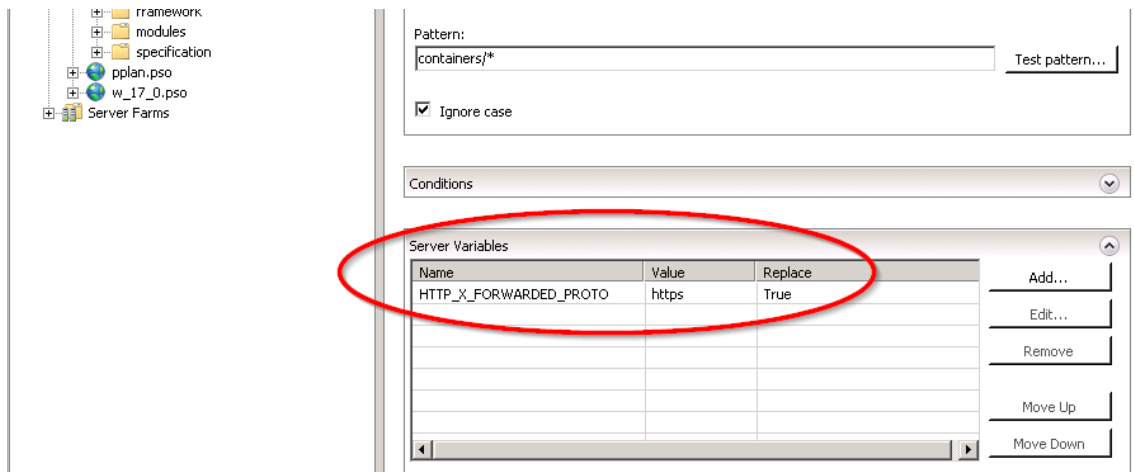 framework
modules
specification
pplan.pso
w_17_0.pso
Server Farms
Pattern:
containers/*
Test pattern...
Ignore case
Conditions
Server Variables
Name Value Replace
HTTP_X_FORWARDED_PROTO https True
Add...
Edit...
Remove
Move Up
Move Down